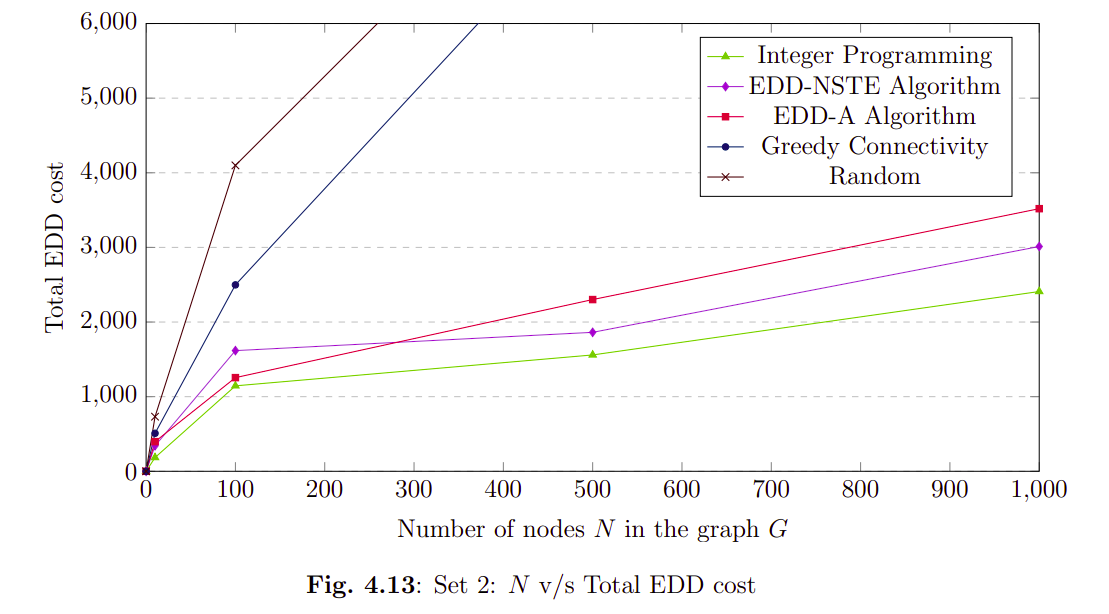 6,000
5,000
4,000
3,000
2,000
1,000
0
Total EDD cost
Integer Programming
EDD-NSTE Algorithm
EDD-A Algorithm
Greedy Connectivity
Random
0 100 200 300 400 500 600 700 800 900 1,000
Number of nodes N in the graph G
Fig. 4.13: Set 2: N v/s Total EDD cost